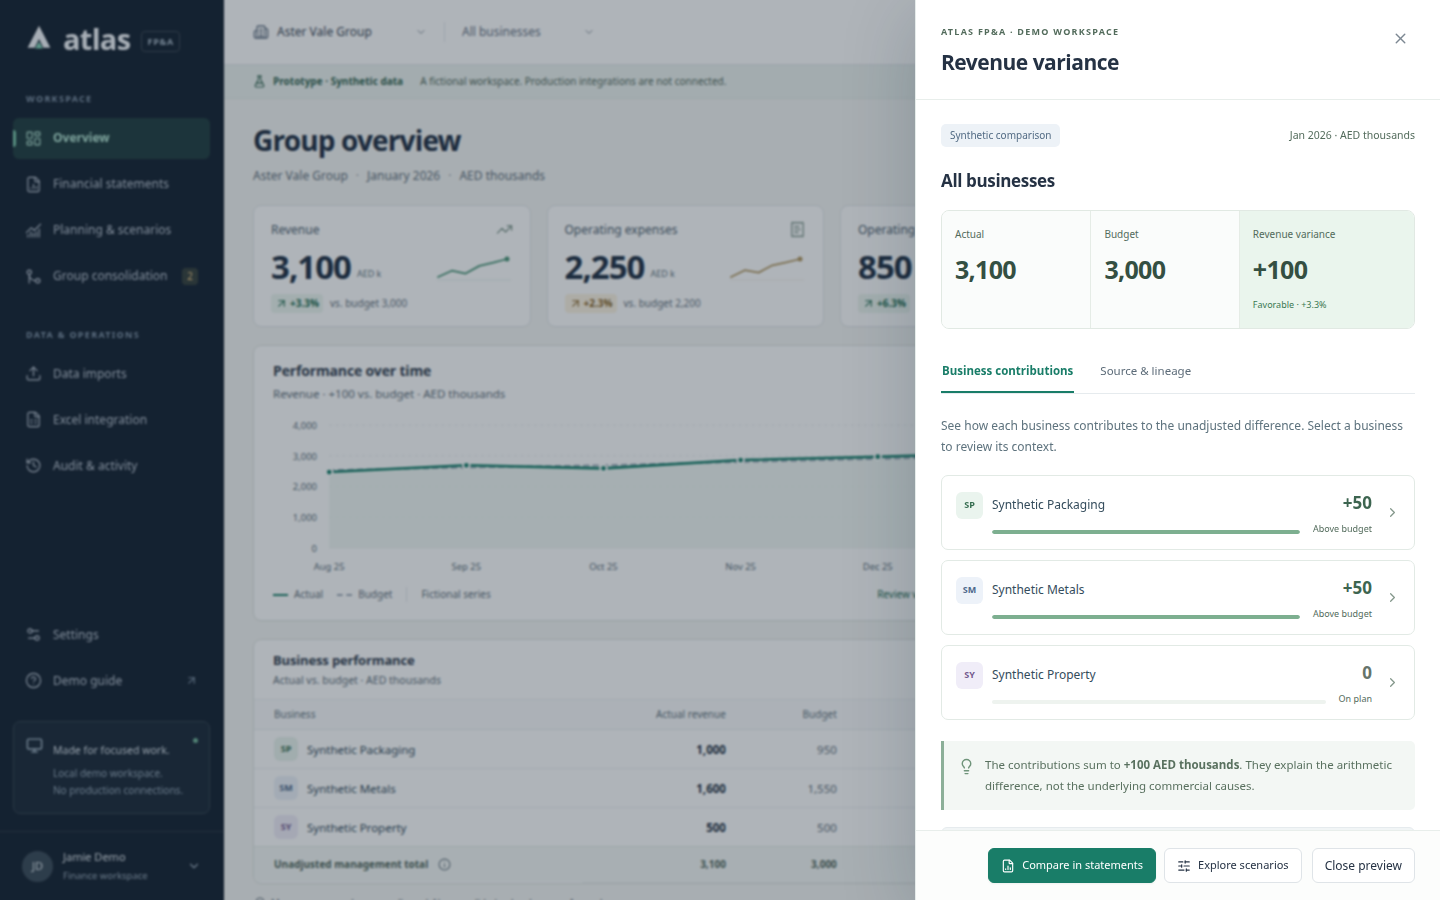 atlas FP&A
WORKSPACE
Overview
Financial statements
Planning & scenarios
Group consolidation 2
DATA & OPERATIONS
Data imports
Excel integration
Audit & activity
Settings
Demo guide
Made for focused work.
Local demo workspace.
No production connections.
JD Jamie Demo
Finance workspace
Aster Vale Group All businesses
Prototype · Synthetic data A fictional workspace. Production integrations are not connected.
Group overview
Aster Vale Group · January 2026 · AED thousands
Revenue
3,100 AED k
+3.3% vs. budget 3,000
Operating expenses
2,250 AED k
+2.3% vs. budget 2,200
Operating
850
+6.3%
Performance over time
Revenue · +100 vs. budget · AED thousands
4,000
3,000
2,000
1,000
0
Aug 25 Sep 25 Oct 25 Nov 25 Dec 25
Actual Budget Fictional series Review
Business performance
Actual vs. budget · AED thousands
Business Actual revenue Budget
SP Synthetic Packaging 1,000 950
SM Synthetic Metals 1,600 1,550
SY Synthetic Property 500 500
Unadjusted management total 3,100 3,000
ATLAS FP&A · DEMO WORKSPACE
Revenue variance
Synthetic comparison Jan 2026 · AED thousands
All businesses
Actual Budget Revenue variance
3,100 3,000 +100
Favorable · +3.3%
Business contributions Source & lineage
See how each business contributes to the unadjusted difference. Select a business
to review its context.
SP Synthetic Packaging +50
Above budget
SM Synthetic Metals +50
Above budget
SY Synthetic Property 0
On plan
The contributions sum to +100 AED thousands. They explain the arithmetic
difference, not the underlying commercial causes.
Compare in statements Explore scenarios Close preview